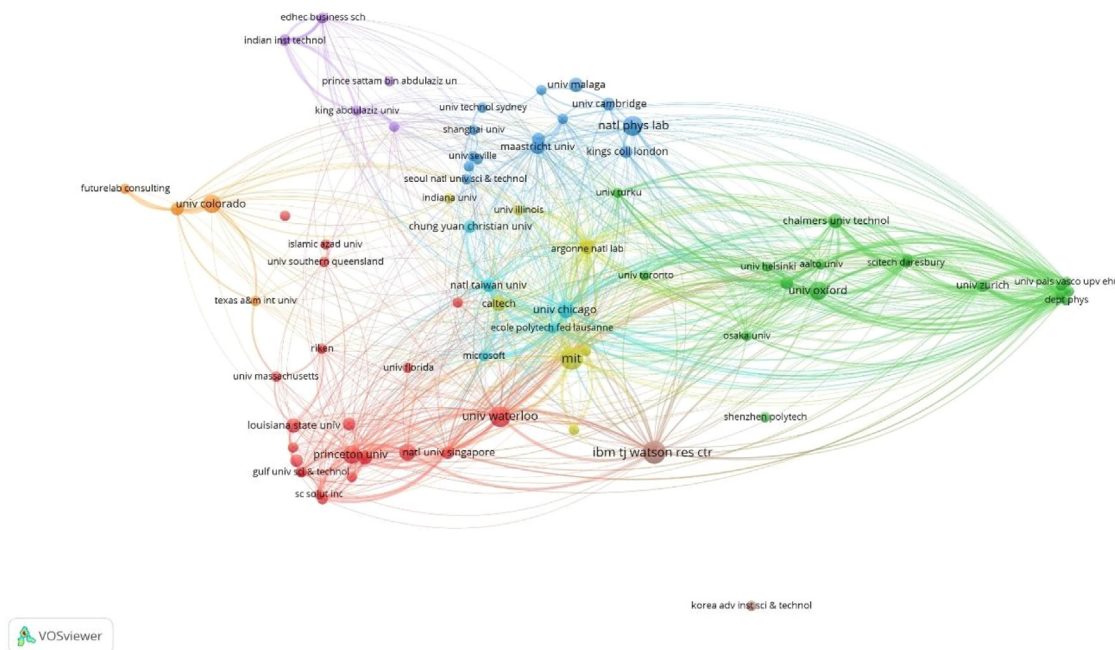 edhec business sch
indian inst technol
prince sattam bin abdulaziz un
univ malaga
king abdulaziz univ
univ technol sydney
univ cambridge
shanghai univ
natl phys lab
maastricht univ
kings coll london
univ seville
seoul natl univ sci & technol
futurelab consulting
univ colorado
indiana univ
univ turku
univ illinois
chung yuan christian univ
chalmers univ technol
islamic azad univ
argonne natl lab
univ southern queensland
univ toronto
univ helsinki
aalto univ
scitech daresbury
natl taiwan univ
univ oxford
univ zurich
univ pais vasco upv ehu
dept phys
texas a&m int univ
caltech
univ chicago
ecole polytech fed lausanne
osaka univ
riken
microsoft
mit
univ massachusetts
univ florida
univ waterloo
shenzhen polytech
louisiana state univ
princeton univ
natl univ singapore
ibm tj watson res ctr
gulf univ sci & technol
sc solut inc
korea adv inst sci & technol
VOSviewer